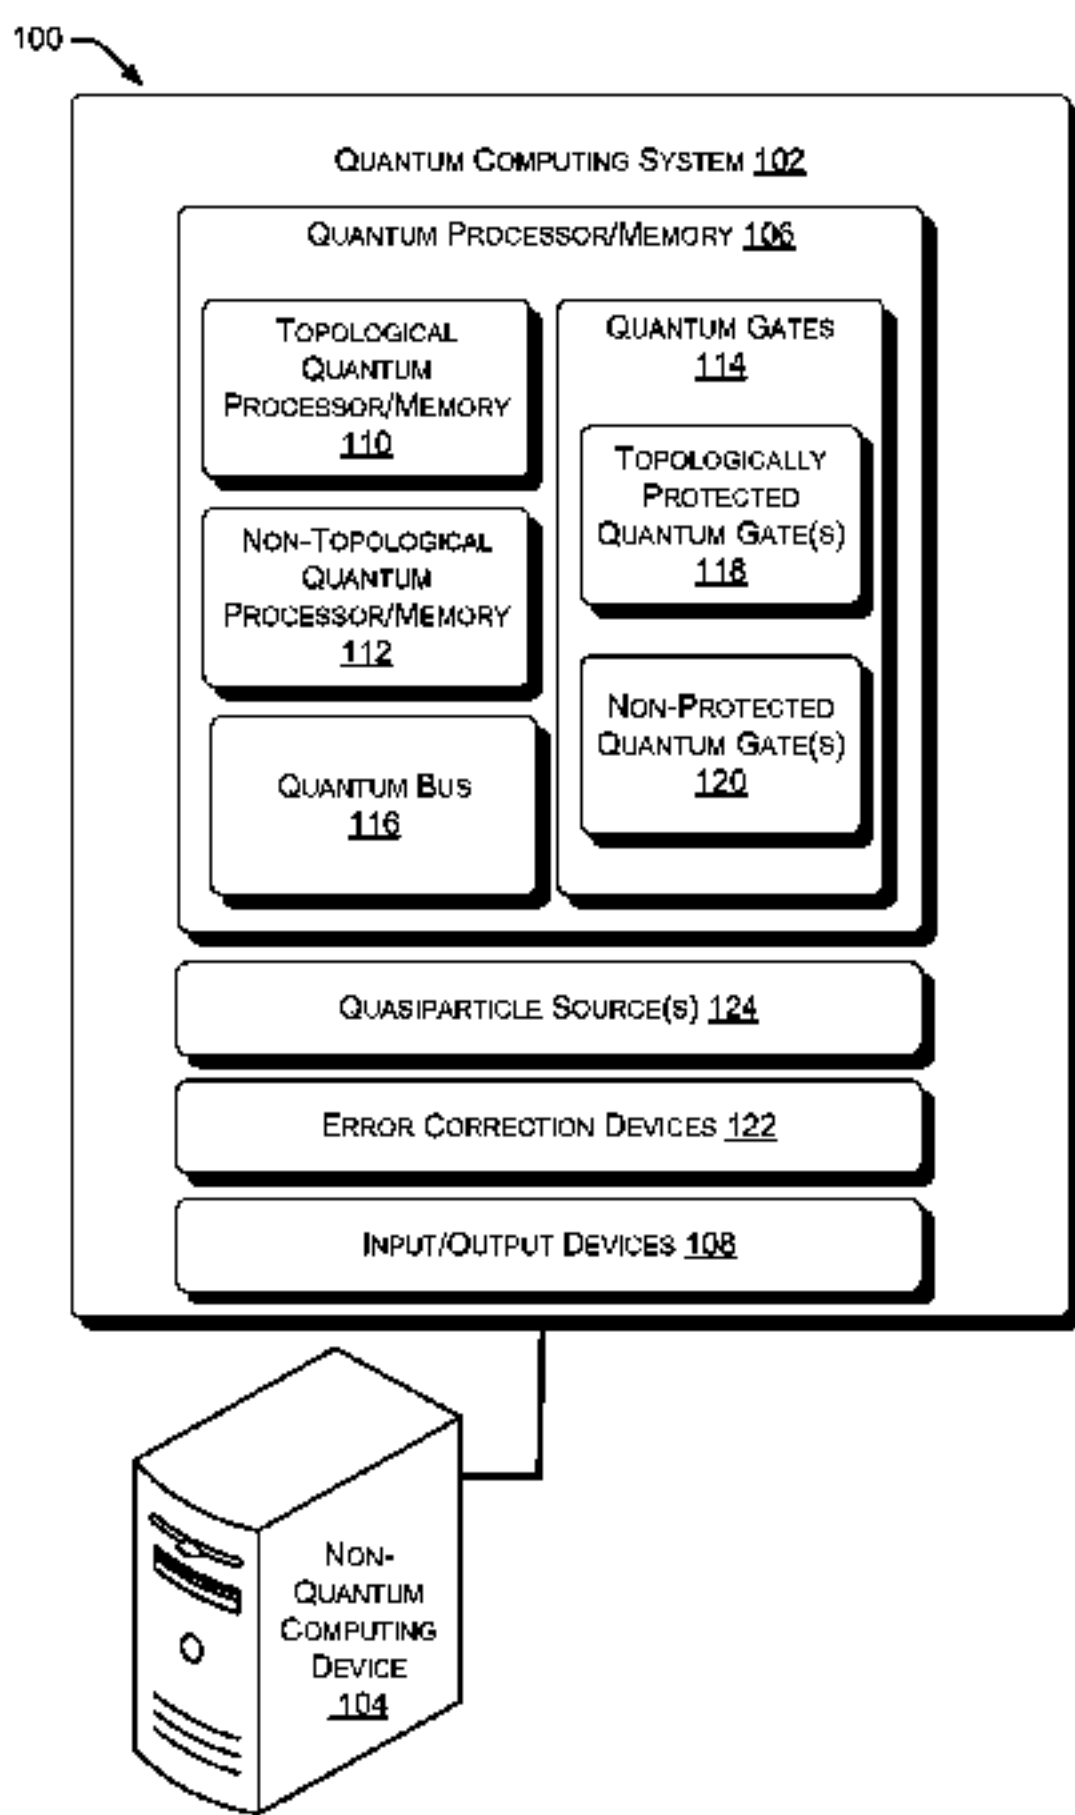 100
QUANTUM COMPUTING SYSTEM 102
QUANTUM PROCESSOR/MEMORY 106
TOPOLOGICAL
QUANTUM
PROCESSOR/MEMORY
110
NON-TOPOLOGICAL
QUANTUM
PROCESSOR/MEMORY
112
QUANTUM BUS
116
QUANTUM GATES
114
TOPOLOGICALLY
PROTECTED
QUANTUM GATE(S)
118
NON-PROTECTED
QUANTUM GATE(S)
120
QUASIPARTICLE SOURCE(S) 124
ERROR CORRECTION DEVICES 122
INPUT/OUTPUT DEVICES 108
NON-
QUANTUM
COMPUTING
DEVICE
104